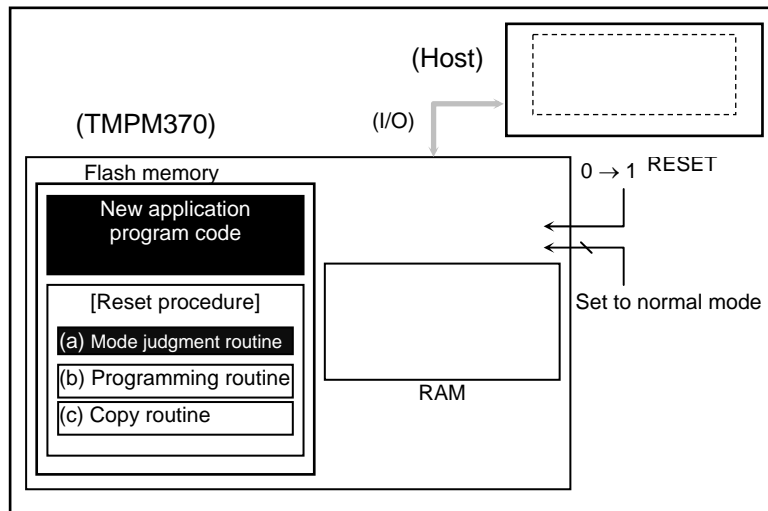 (Host)
(TMPM370)
(I/O)
Flash memory
0 → 1 RESET
New application
program code
[Reset procedure]
Set to normal mode
(a) Mode judgment routine
(b) Programming routine
(c) Copy routine
RAM